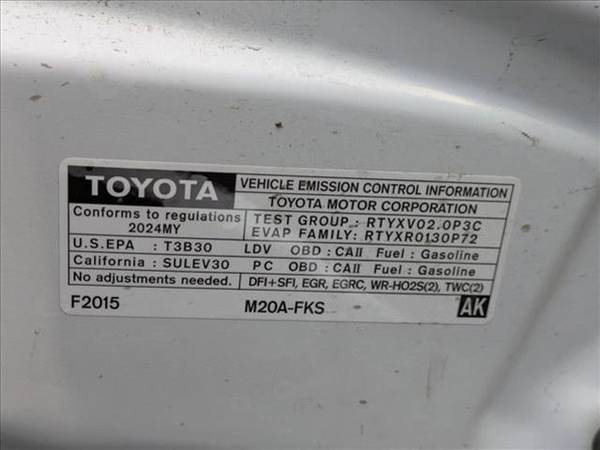 TOYOTA
VEHICLE EMISSION CONTROL INFORMATION
TOYOTA MOTOR CORPORATION
Conforms to regulations
2024MY
TEST GROUP : RTYXV02.0P3C
EVAP FAMILY: RTYXR0130P72
U.S.EPA : T3B30 LDV OBD : CAII Fuel : Gasoline
California : SULEV30 PC OBD : CAII Fuel : Gasoline
No adjustments needed. DFI+SFI, EGR, EGRC, WR-HO2S(2), TWC(2)
F2015 M20A-FKS AK